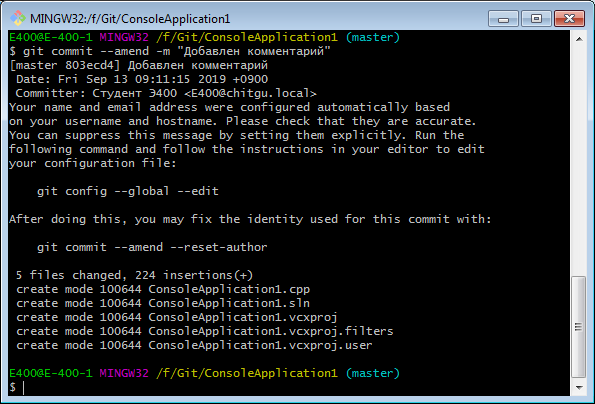 MINGW32:/f/Git/ConsoleApplication1
E400@E-400-1 MINGW32 /f/Git/ConsoleApplication1 (master)
$ git commit --amend -m "Добавлен комментарий"
[master 803ecd4] Добавлен комментарий
 Date: Fri Sep 13 09:11:15 2019 +0900
 Committer: Студент Э400 <E400@chitgu.local>
Your name and email address were configured automatically based
on your username and hostname. Please check that they are accurate.
You can suppress this message by setting them explicitly. Run the
following command and follow the instructions in your editor to edit
your configuration file:
    git config --global --edit
After doing this, you may fix the identity used for this commit with:
    git commit --amend --reset-author
 5 files changed, 224 insertions(+)
 create mode 100644 ConsoleApplication1.cpp
 create mode 100644 ConsoleApplication1.sln
 create mode 100644 ConsoleApplication1.vcxproj
 create mode 100644 ConsoleApplication1.vcxproj.filters
 create mode 100644 ConsoleApplication1.vcxproj.user
E400@E-400-1 MINGW32 /f/Git/ConsoleApplication1 (master)
$